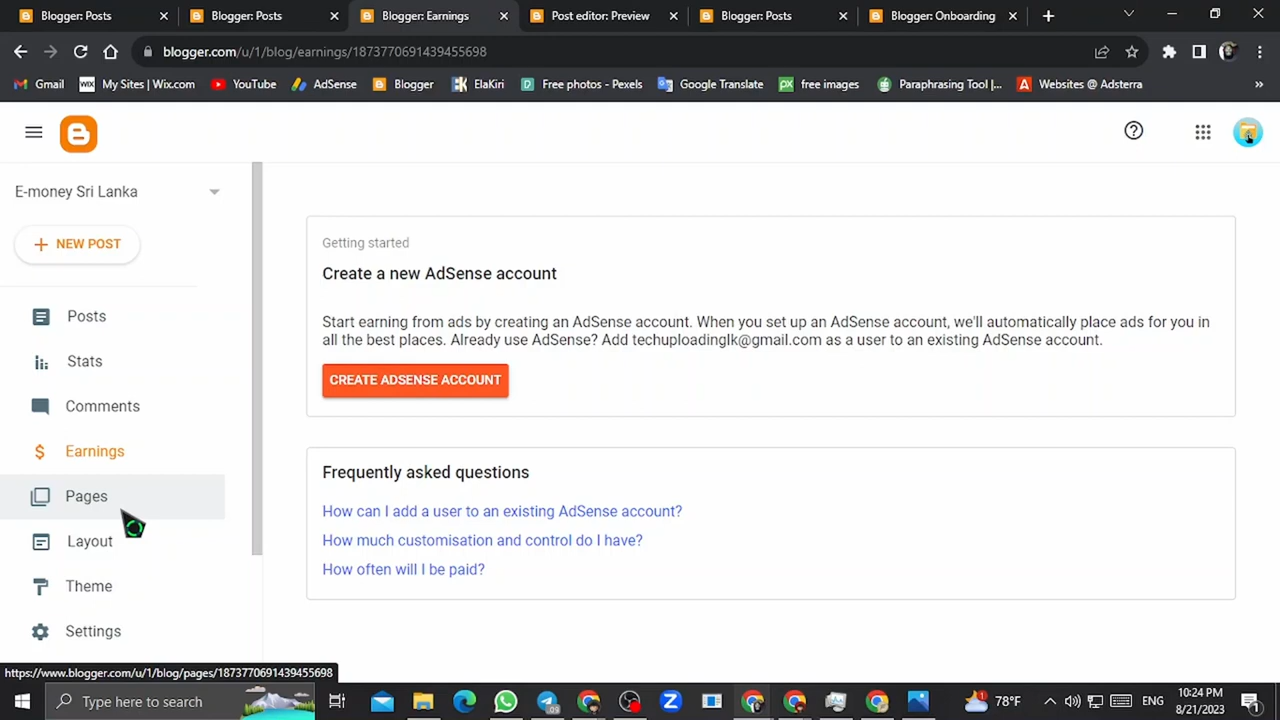 Blogger: Posts
Blogger: Posts
Blogger: Earnings
Post editor: Preview
Blogger: Posts
Blogger: Onboarding
blogger.com/u/1/blog/earnings/1873770691439455698
Gmail
My Sites | Wix.com
YouTube
AdSense
Blogger
ElaKiri
Free photos - Pexels
Google Translate
free images
Paraphrasing Tool |...
Websites @ Adsterra
E-money Sri Lanka
NEW POST
Posts
Stats
Comments
Earnings
Pages
Layout
Theme
Settings
Getting started
Create a new AdSense account
Start earning from ads by creating an AdSense account. When you set up an AdSense account, we'll automatically place ads for you in
all the best places. Already use AdSense? Add techuploadinglk@gmail.com as a user to an existing AdSense account.
CREATE ADSENSE ACCOUNT
Frequently asked questions
How can I add a user to an existing AdSense account?
How much customisation and control do I have?
How often will I be paid?
https://www.blogger.com/u/1/blog/pages/1873770691439455698
Type here to search
78°F
ENG
10:24 PM
8/21/2023